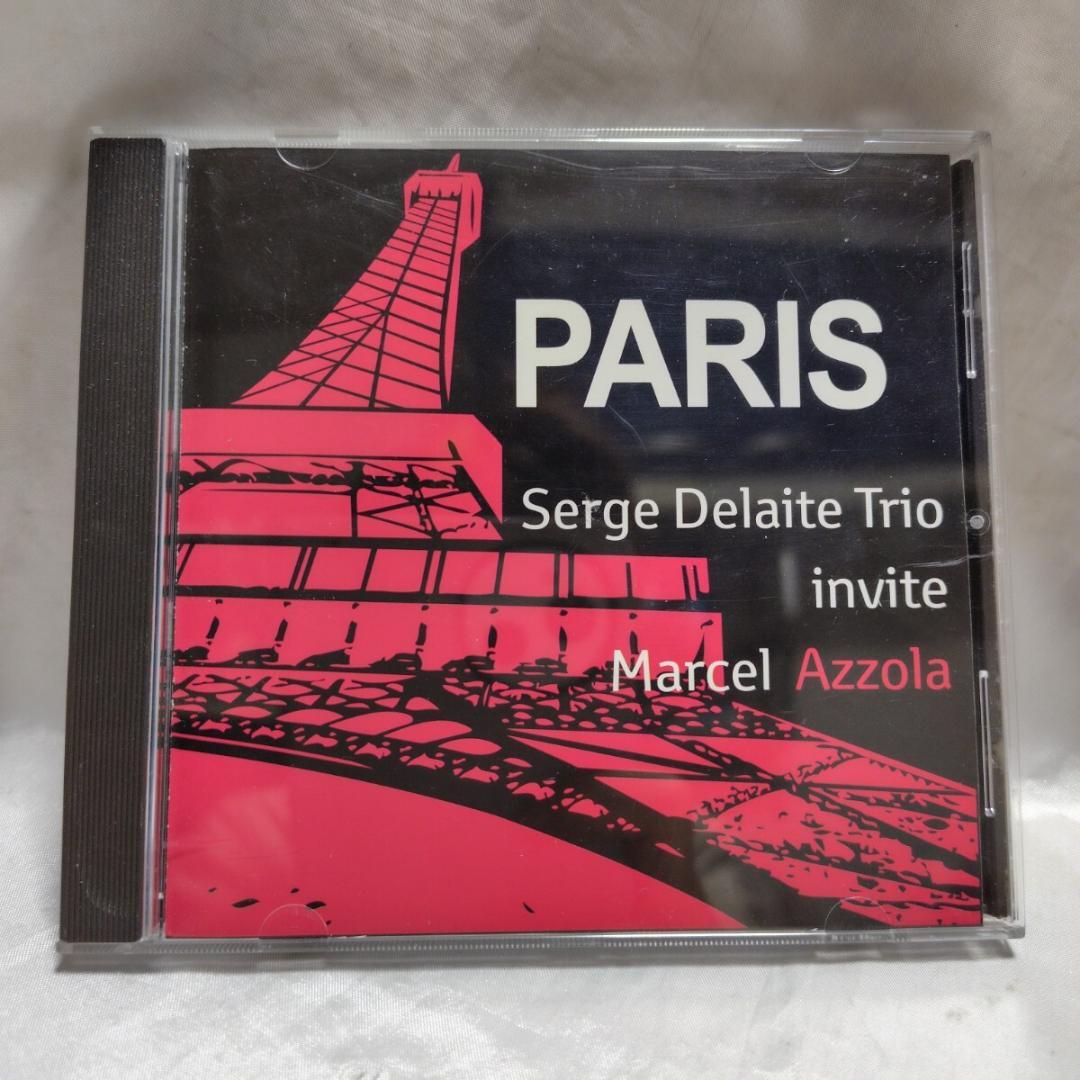 PARIS
Serge Delaite Trio
invite
Marcel Azzola